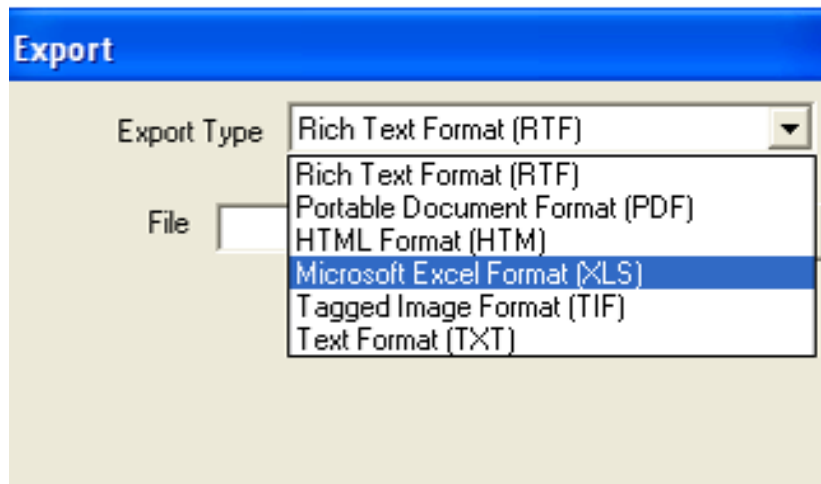 Export
Export Type Rich Text Format (RTF)
Rich Text Format (RTF)
Portable Document Format (PDF)
File
HTML Format (HTM)
Microsoft Excel Format (XLS)
Tagged Image Format (TIF)
Text Format (TXT)